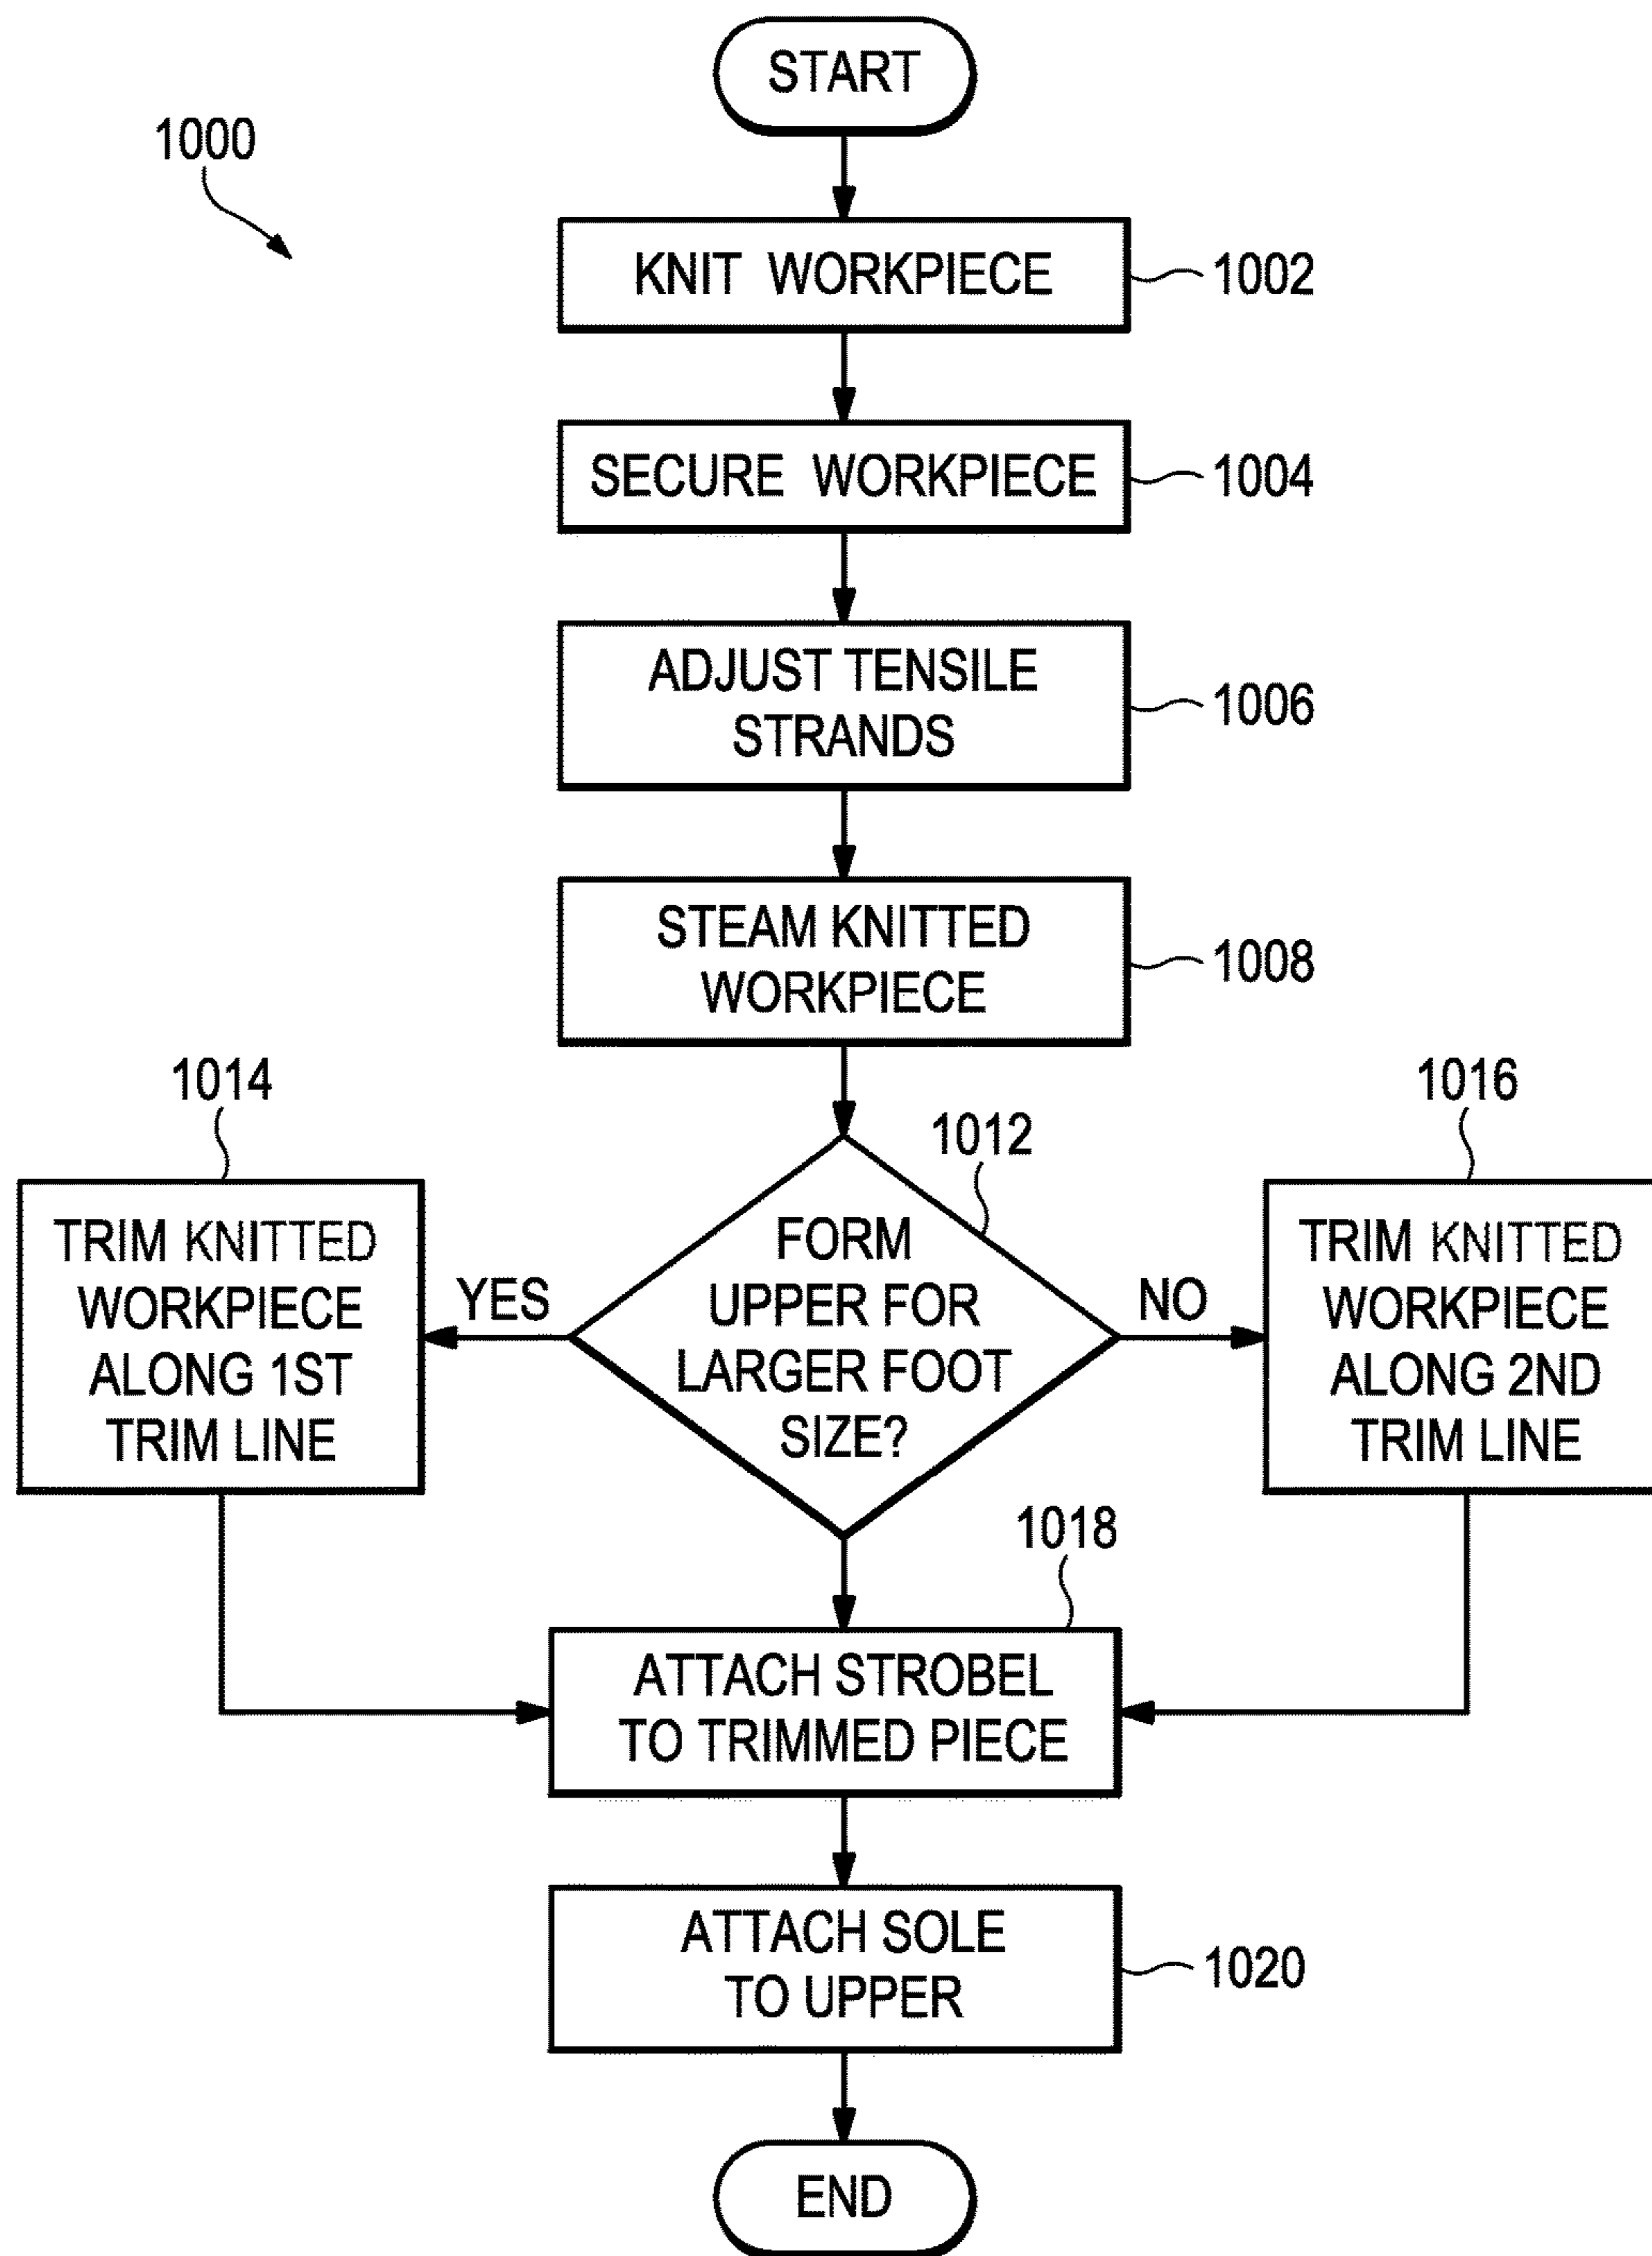 START
1000
KNIT WORKPIECE
1002
SECURE WORKPIECE
1004
ADJUST TENSILE
STRANDS
1006
STEAM KNITTED
WORKPIECE
1008
1014
TRIM KNITTED
WORKPIECE
ALONG 1ST
TRIM LINE
YES
1012
FORM
UPPER FOR
LARGER FOOT
SIZE?
NO
1016
TRIM KNITTED
WORKPIECE
ALONG 2ND
TRIM LINE
1018
ATTACH STROBEL
TO TRIMMED PIECE
ATTACH SOLE
TO UPPER
1020
END